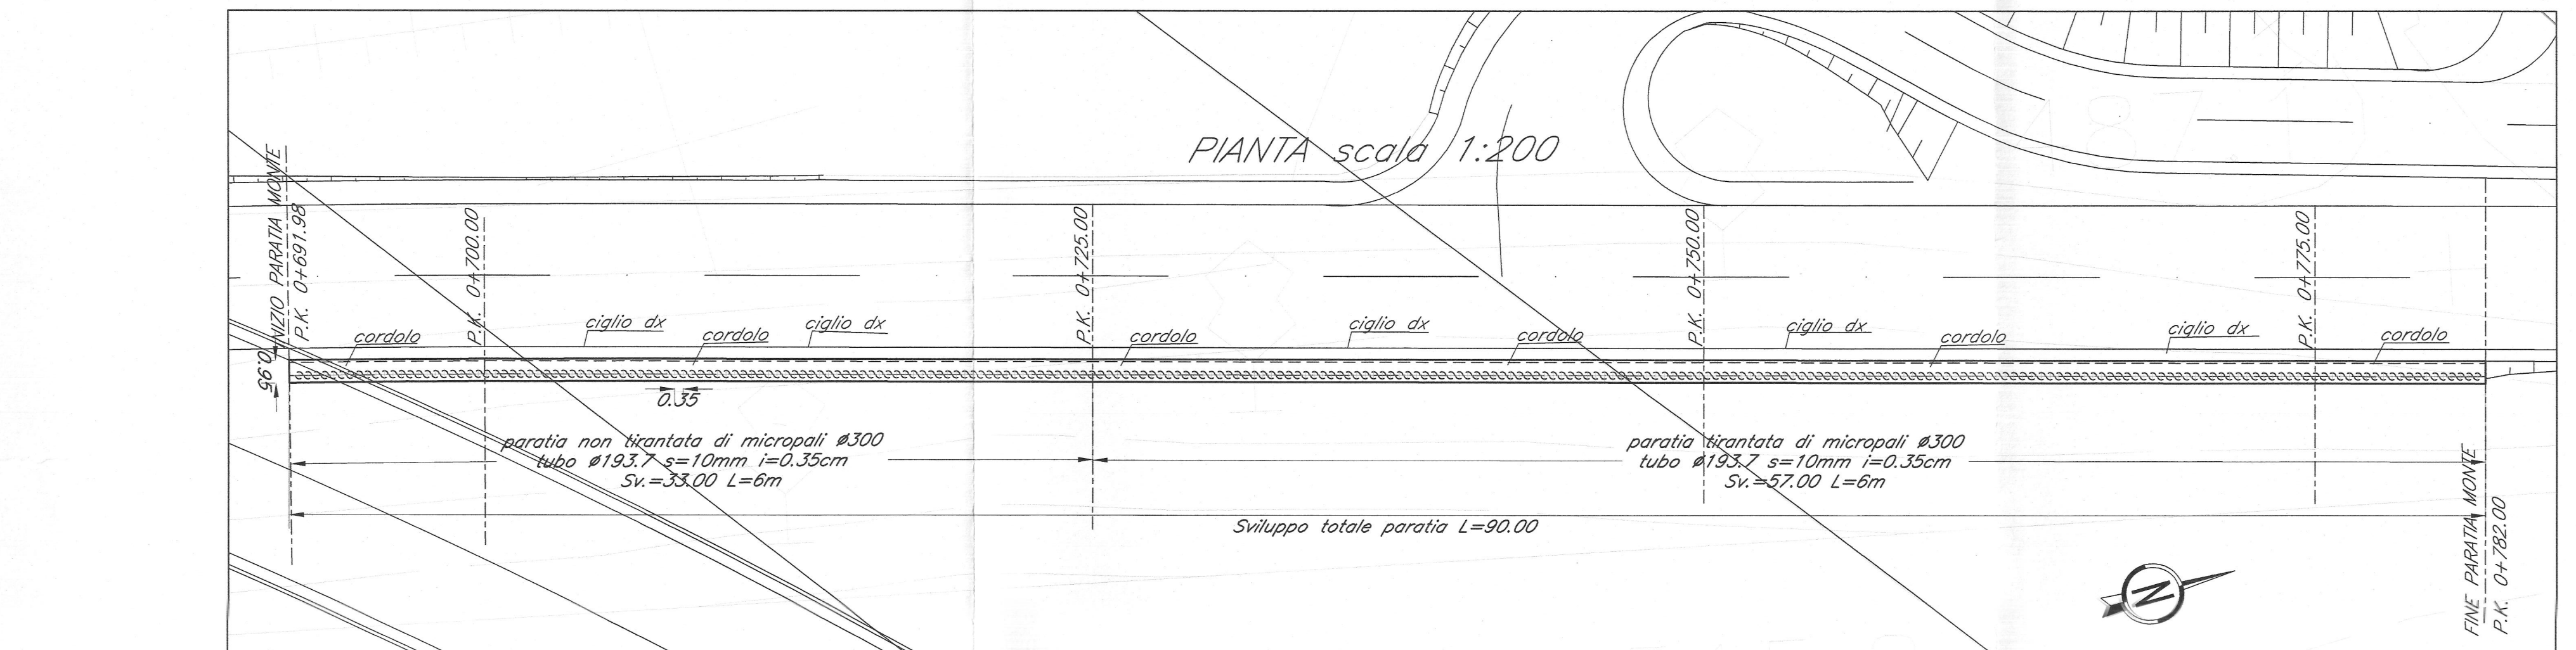 PIANTA scala 1:200
INIZIO PARATIA MONTE
P.K. 0+691.98
P.K. 0+700.00
P.K. 0+725.00
P.K. 0+750.00
P.K. 0+775.00
cordolo
ciglio dx
cordolo
ciglio dx
cordolo
ciglio dx
cordolo
ciglio dx
cordolo
ciglio dx
cordolo
0.95
0.35
paratia non tirantata di micropali ø300
tubo ø193.7 s=10mm i=0.35cm
Sv.=33.00 L=6m
paratia tirantata di micropali ø300
tubo ø193.7 s=10mm i=0.35cm
Sv.=57.00 L=6m
Sviluppo totale paratia L=90.00
FINE PARATIA MONTE
P.K. 0+782.00
N